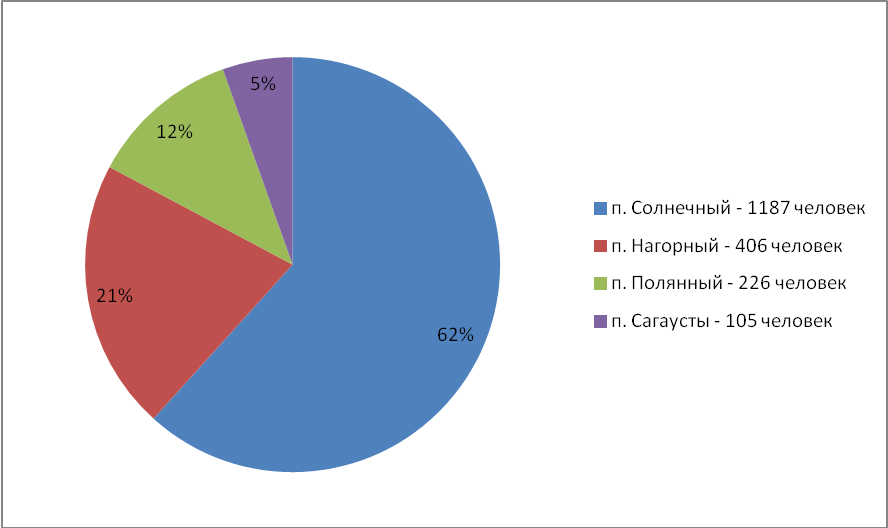 5%
12%
21%
62%
п. Солнечный - 1187 человек
п. Нагорный - 406 человек
п. Полянный - 226 человек
п. Сагаусты - 105 человек